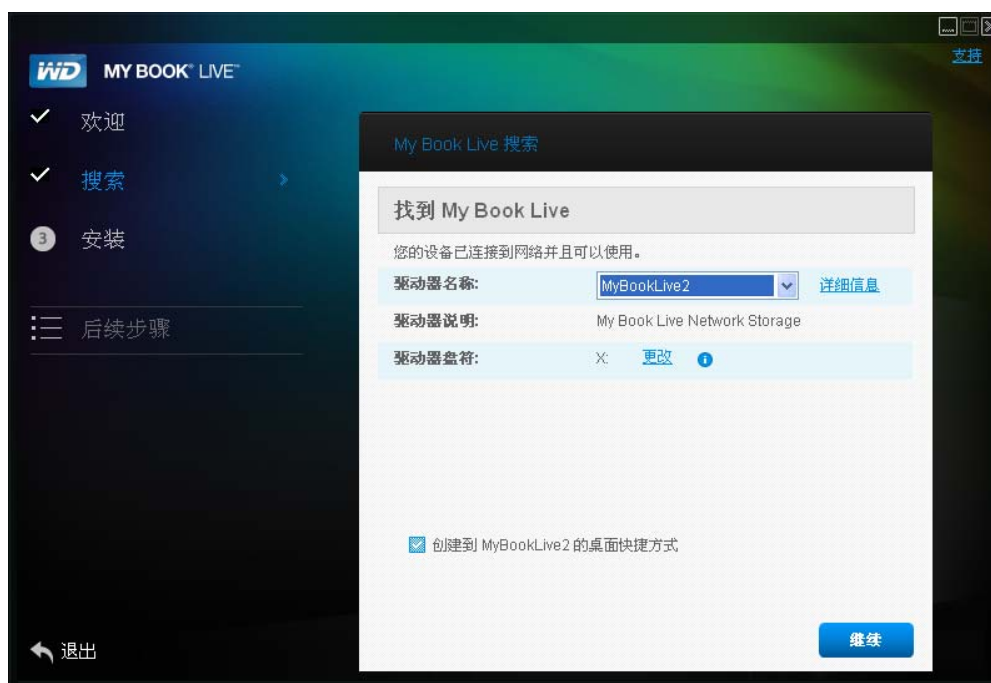 支持
WD MY BOOK® LIVE™
欢迎
搜索
3 安装
后续步骤
退出
My Book Live 搜索
找到 My Book Live
您的设备已连接到网络并且可以使用。
驱动器名称: MyBookLive2 详细信息
驱动器说明: My Book Live Network Storage
驱动器盘符: X: 更改
创建到 MyBookLive2 的桌面快捷方式
继续